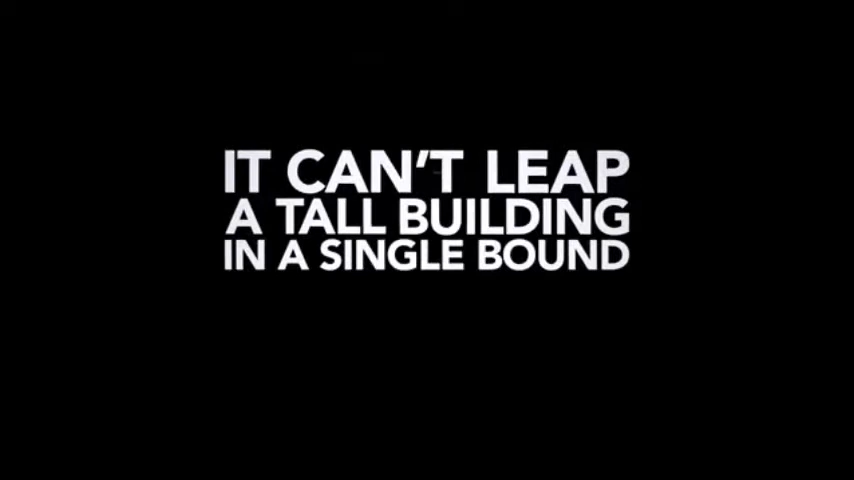 IT CAN'T LEAP
A TALL BUILDING
IN A SINGLE BOUND